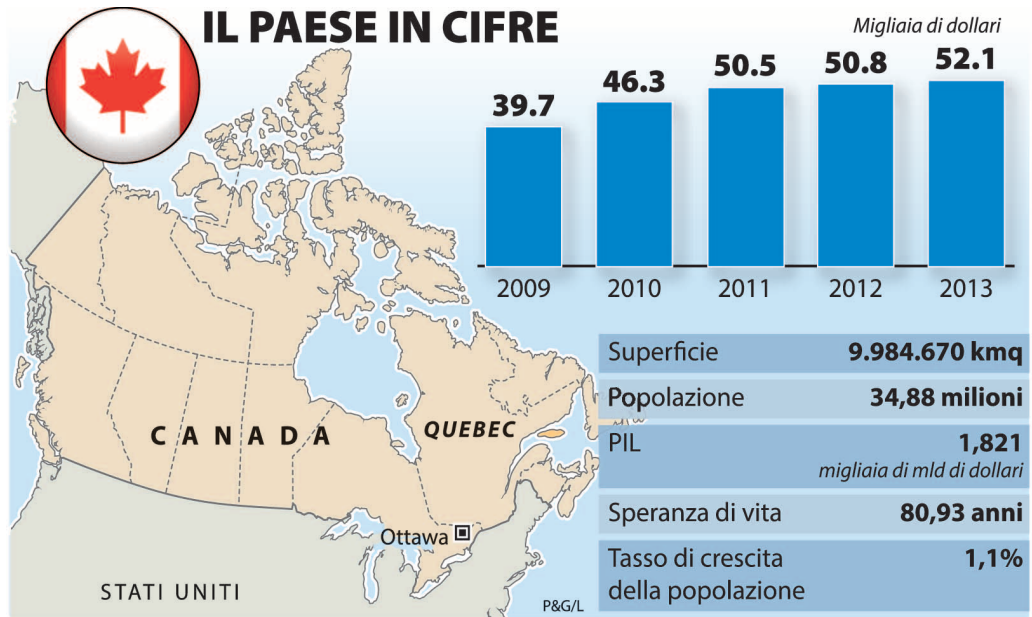 IL PAESE IN CIFRE
Migliaia di dollari
39.7
46.3
50.5
50.8
52.1
2009
2010
2011
2012
2013
Superficie 9.984.670 kmq
Popolazione 34,88 milioni
PIL 1,821
migliaia di mld di dollari
Speranza di vita 80,93 anni
Tasso di crescita 1,1%
della popolazione
CANADA
QUEBEC
Ottawa
STATI UNITI
P&G/L